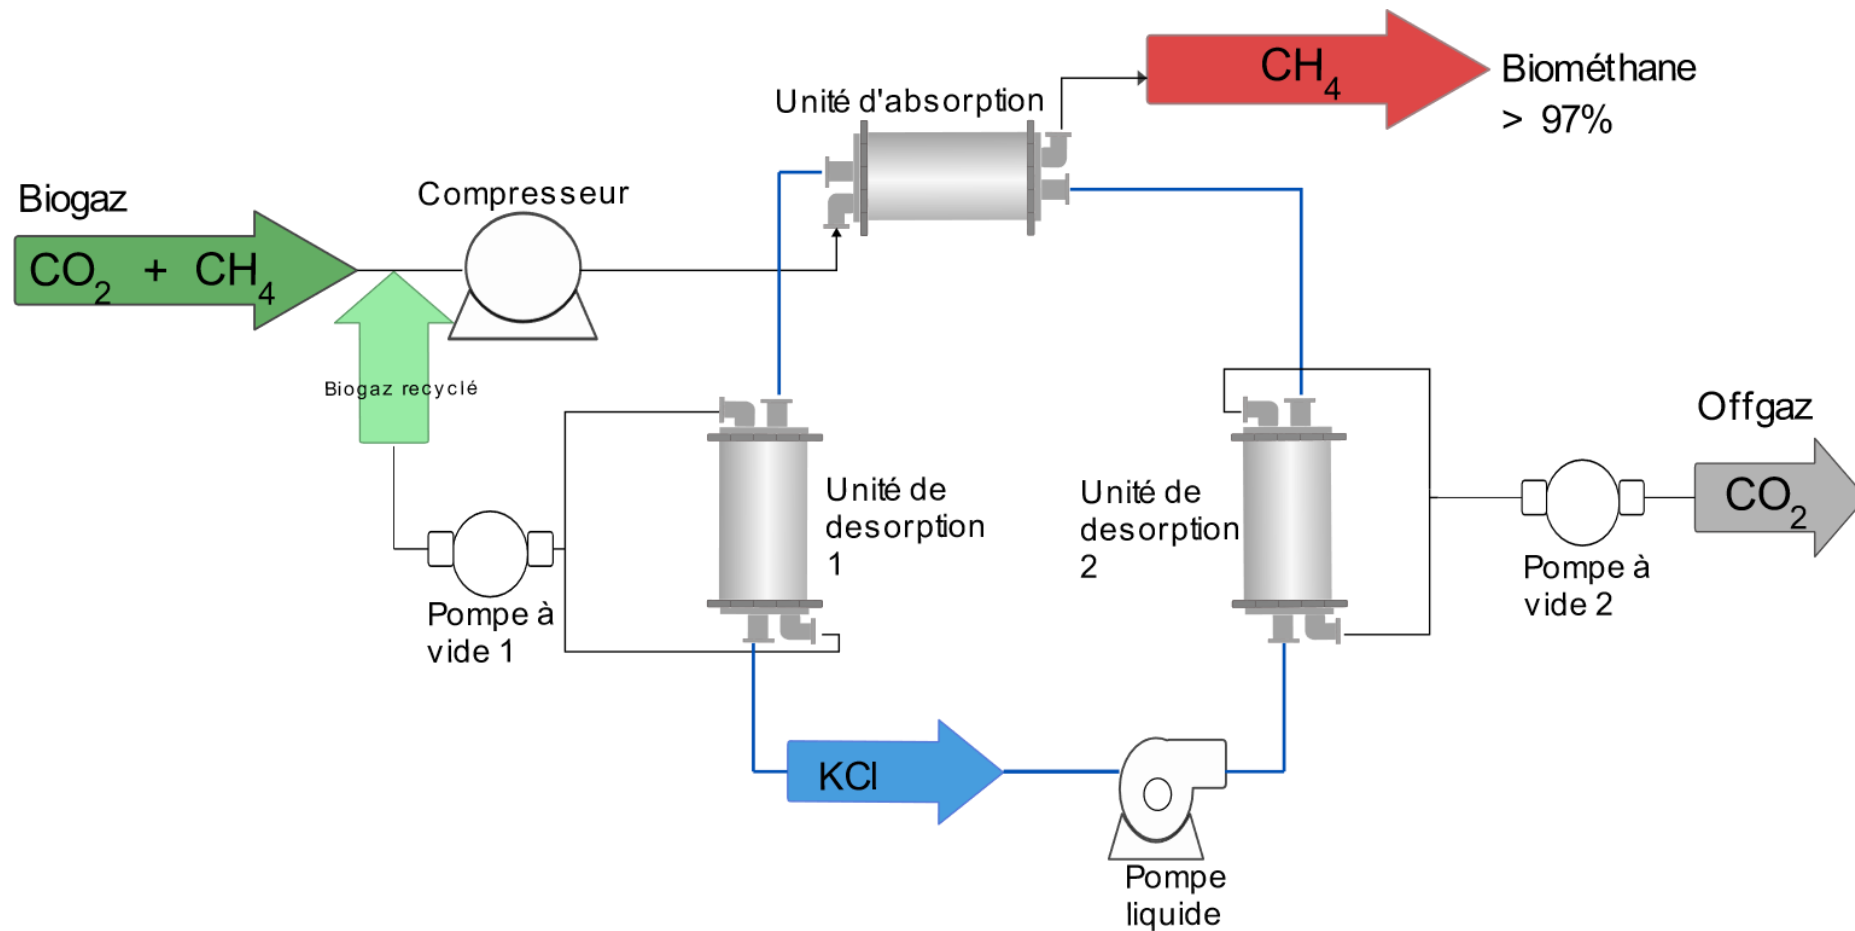 Biogaz
CO2 + CH4
Biogaz recyclé
Compresseur
Unité d'absorption
CH4
Biométhane
> 97%
Pompe à
vide 1
Unité de
desorption
1
Unité de
desorption
2
Offgaz
CO2
Pompe à
vide 2
KCl
Pompe
liquide